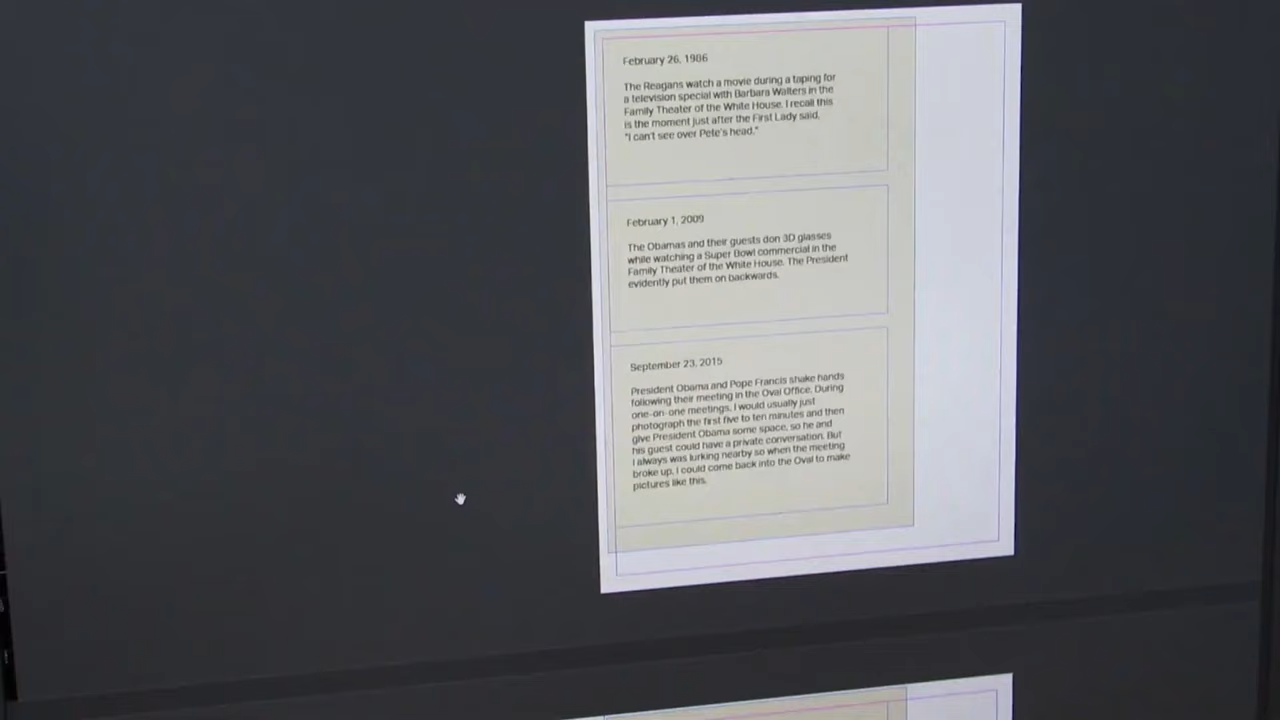 February 26, 1986
The Reagans watch a movie during a taping for
a television special with Barbara Walters in the
Family Theater of the White House. I recall this
is the moment just after the First Lady said,
"I can't see over Pete's head."
February 1, 2009
The Obamas and their guests don 3D glasses
while watching a Super Bowl commercial in the
Family Theater of the White House. The President
evidently put them on backwards.
September 23, 2015
President Obama and Pope Francis shake hands
following their meeting in the Oval Office. During
one-on-one meetings, I would usually just
photograph the first five to ten minutes and then
give President Obama some space, so he and
his guest could have a private conversation. But
I always was lurking nearby so when the meeting
broke up, I could come back into the Oval to make
pictures like this.